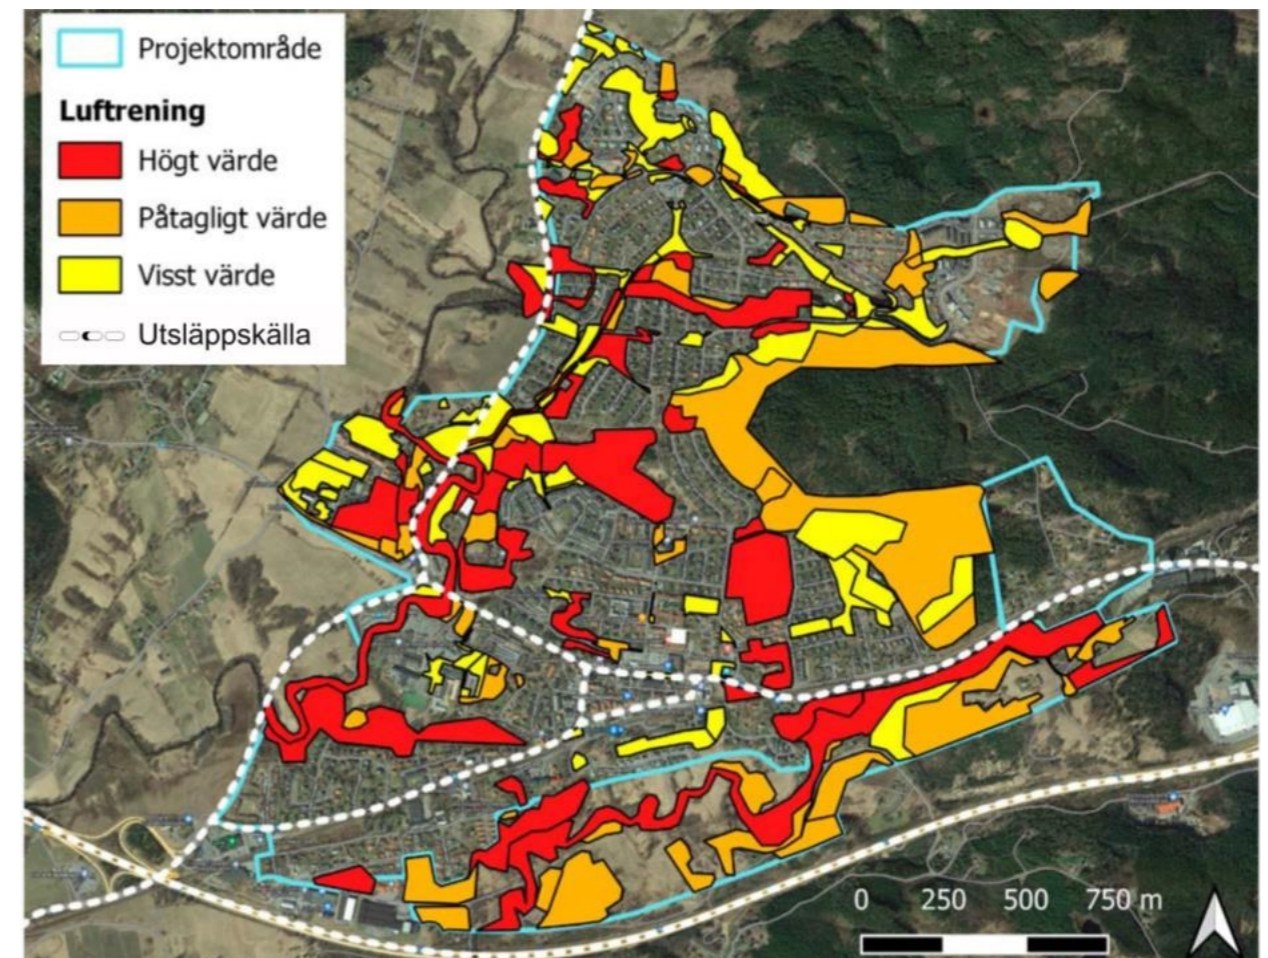 Projektområde
Luftrening
Högt värde
Påtagligt värde
Visst värde
Utsläppskälla
0 250 500 750 m